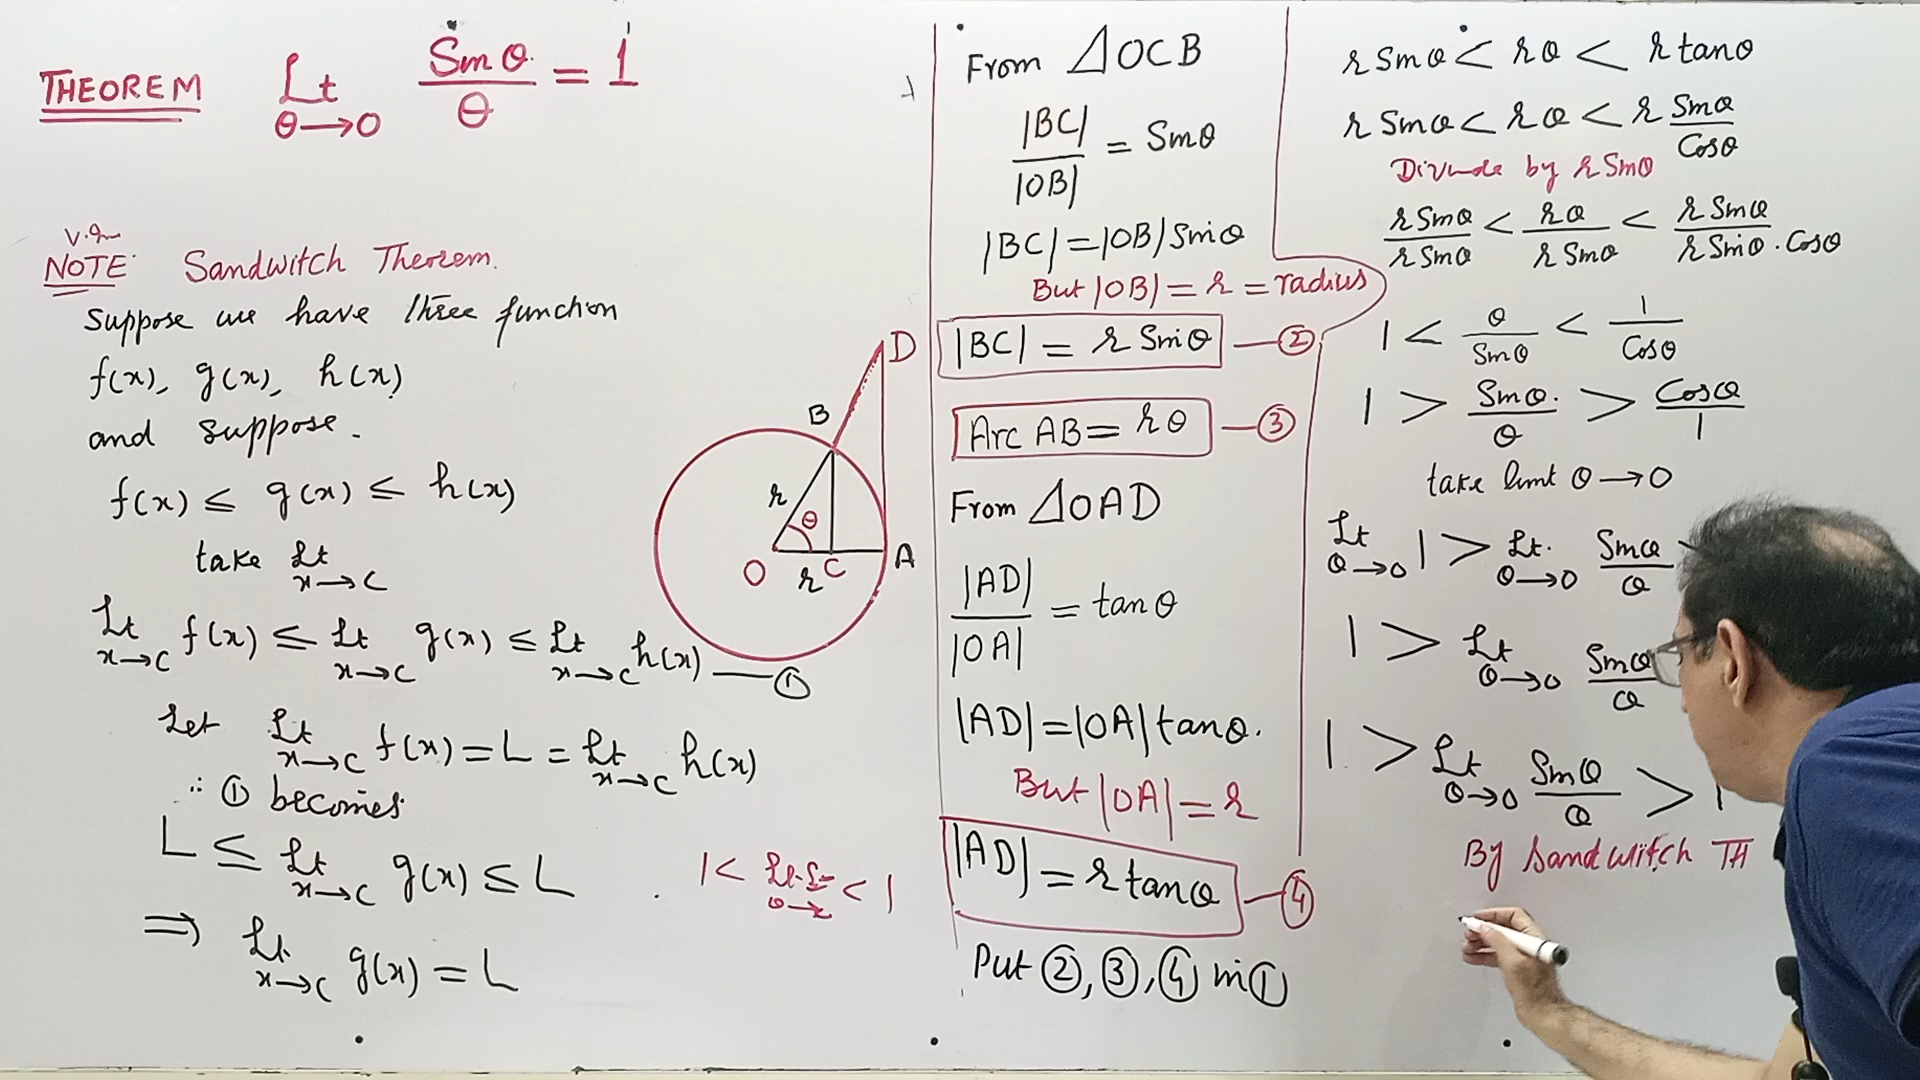 THEOREM Lt θ→0 Sinθ/θ = 1
V.I
NOTE Sandwitch Theorem.
Suppose we have three function
f(x), g(x), h(x)
and suppose.
f(x) ≤ g(x) ≤ h(x)
take Lt x→c
Lt x→c f(x) ≤ Lt x→c g(x) ≤ Lt x→c h(x) — ①
Let Lt x→c f(x) = L = Lt x→c h(x)
∴ ① becomes
L ≤ Lt x→c g(x) ≤ L
⇒ Lt x→c g(x) = L
D
B
r
θ
O
r
C
A
1 < Lt < 1
From △OCB
|BC|/|OB| = Sinθ
|BC| = |OB| Sinθ
But |OB| = r = radius
|BC| = r Sinθ — ②
Arc AB = rθ — ③
From △OAD
|AD|/|OA| = tanθ
|AD| = |OA| tanθ.
But |OA| = r
|AD| = r tanθ — ④
Put ②, ③, ④ in ①
r Sinθ < rθ < r tanθ
r Sinθ < rθ < r Sinθ/Cosθ
Divide by r Sinθ
r Sinθ/r Sinθ < rθ/r Sinθ < r Sinθ/r Sinθ . Cosθ
1 < θ/Sinθ < 1/Cosθ
1 > Sinθ/θ > Cosθ/1
take limit θ→0
Lt θ→0 1 > Lt θ→0 Sinθ/θ
1 > Lt θ→0 Sinθ/θ
1 > Lt θ→0 Sinθ/θ > 1
By Sandwitch TH